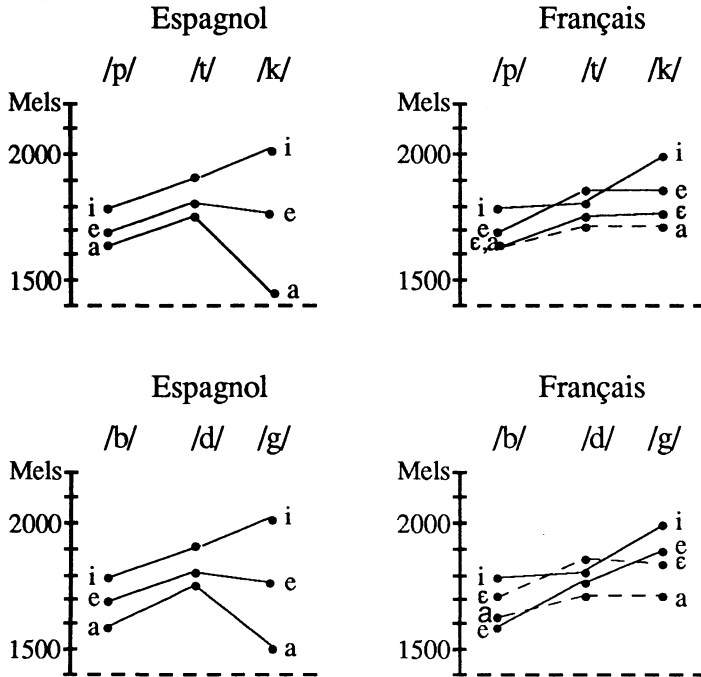 Espagnol
/p/ /t/ /k/
Mels
2000
1500
i
e
a
i
e
a
Français
/p/ /t/ /k/
Mels
2000
1500
i
e
ε,a
i
e
ε
a
Espagnol
/b/ /d/ /g/
Mels
2000
1500
i
e
a
i
e
a
Français
/b/ /d/ /g/
Mels
2000
1500
i
ε
a
e
i
e
ε
a